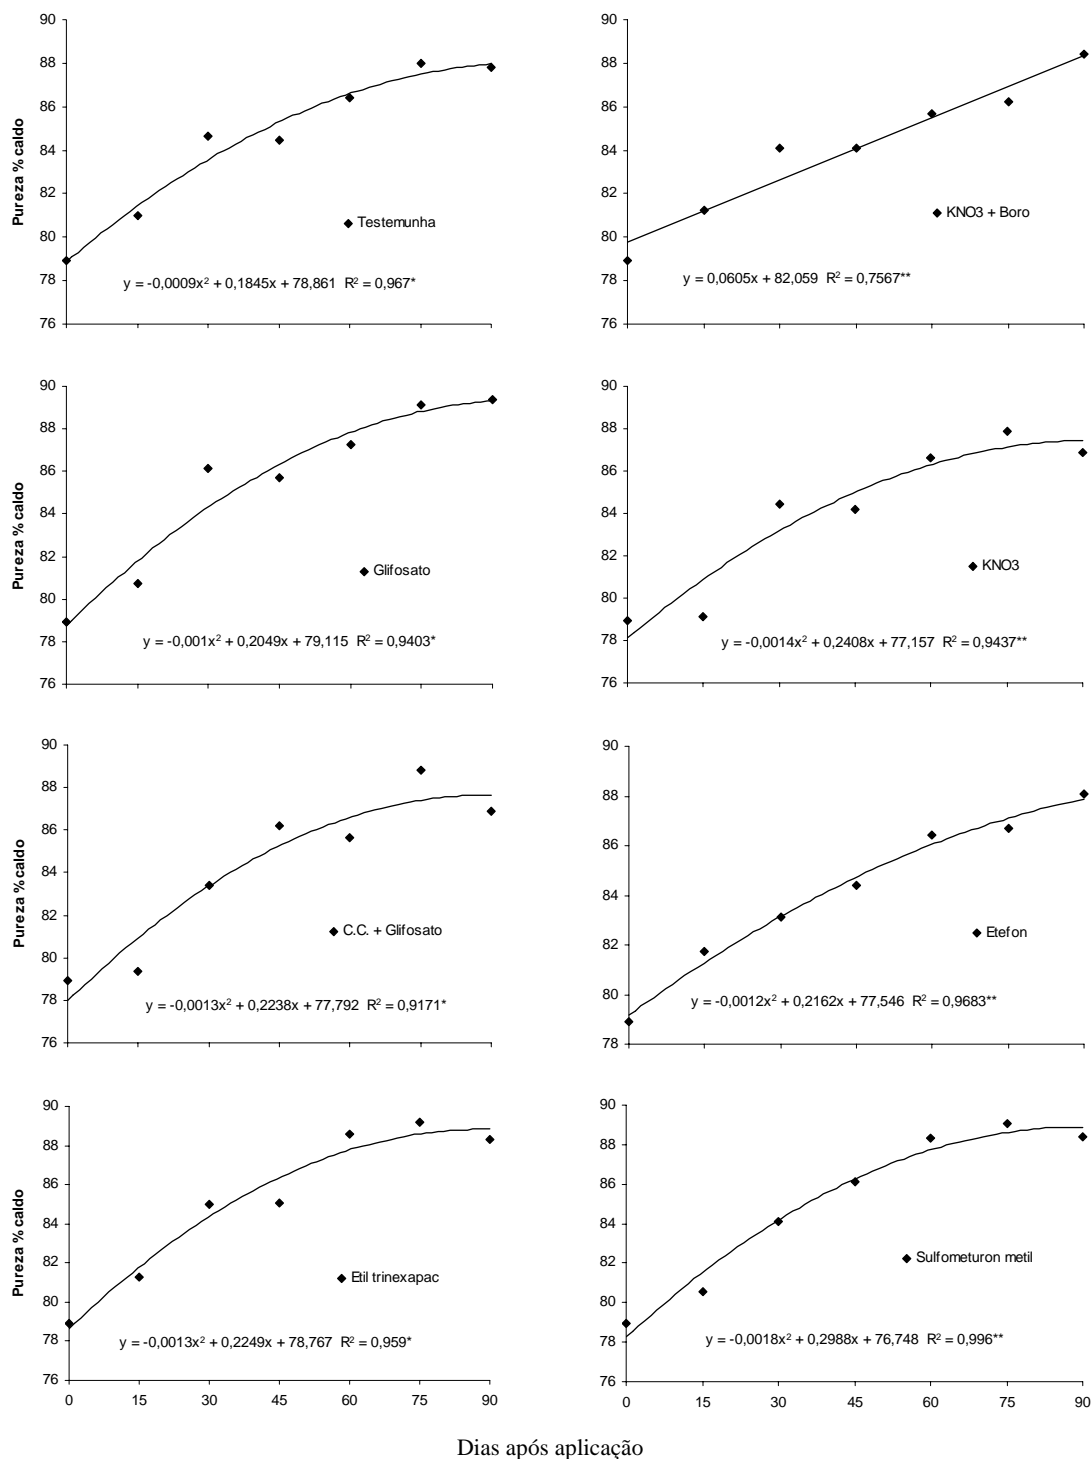 90
88
86
84
82
80
78
76
Pureza % caldo
Testemunha
y = -0,0009x² + 0,1845x + 78,861 R² = 0,967*
90
88
86
84
82
80
78
76
KNO3 + Boro
y = 0,0605x + 82,059 R² = 0,7567**
90
88
86
84
82
80
78
76
Pureza % caldo
Glifosato
y = -0,001x² + 0,2049x + 79,115 R² = 0,9403*
90
88
86
84
82
80
78
76
KNO3
y = -0,0014x² + 0,2408x + 77,157 R² = 0,9437**
90
88
86
84
82
80
78
76
Pureza % caldo
C.C. + Glifosato
y = -0,0013x² + 0,2238x + 77,792 R² = 0,9171*
90
88
86
84
82
80
78
Etefon
y = -0,0012x² + 0,2162x + 77,546 R² = 0,9683**
90
88
86
84
82
80
78
76
Pureza % caldo
Etil trinexapac
y = -0,0013x² + 0,2249x + 78,767 R² = 0,959*
0 15 30 45 60 75 90
90
88
86
84
82
80
78
76
Sulfometuron metil
y = -0,0018x² + 0,2988x + 76,748 R² = 0,996**
0 15 30 45 60 75 90
Dias após aplicação